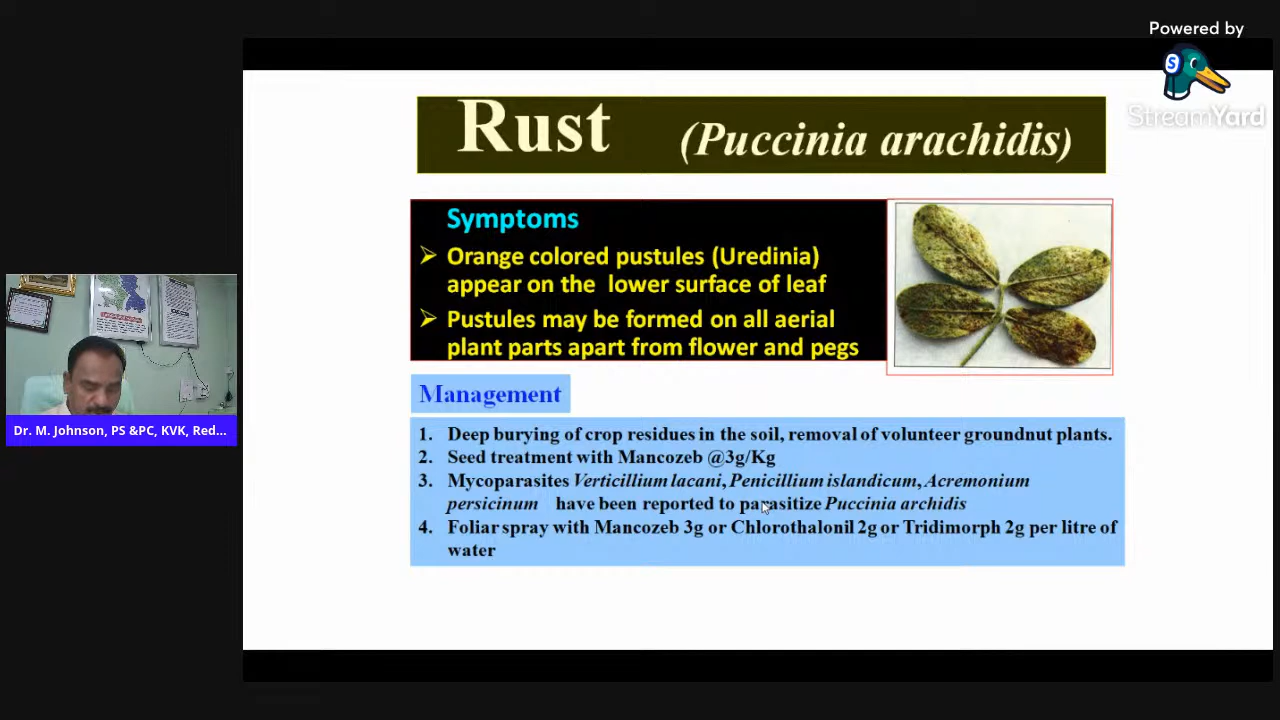 Powered by
StreamYard
Rust (Puccinia arachidis)
Symptoms
Orange colored pustules (Uredinia)
appear on the lower surface of leaf
Pustules may be formed on all aerial
plant parts apart from flower and pegs
Management
1. Deep burying of crop residues in the soil, removal of volunteer groundnut plants.
2. Seed treatment with Mancozeb @3g/Kg
3. Mycoparasites Verticillium lacani, Penicillium islandicum, Acremonium
persicinum have been reported to parasitize Puccinia archidis
4. Foliar spray with Mancozeb 3g or Chlorothalonil 2g or Tridimorph 2g per litre of
water
Dr. M. Johnson, PS &PC, KVK, Red...